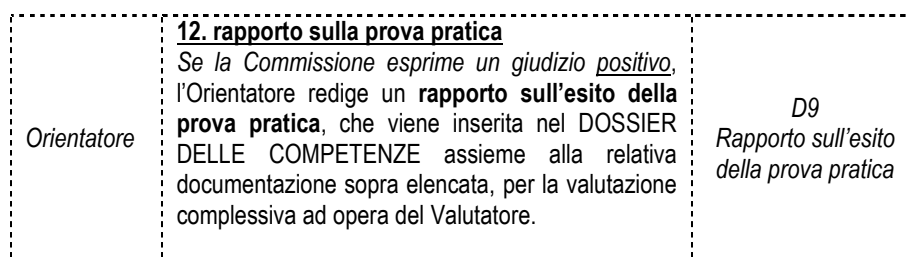 Orientatore
12. rapporto sulla prova pratica
Se la Commissione esprime un giudizio positivo,
l'Orientatore redige un rapporto sull'esito della
prova pratica, che viene inserita nel DOSSIER
DELLE COMPETENZE assieme alla relativa
documentazione sopra elencata, per la valutazione
complessiva ad opera del Valutatore.
D9
Rapporto sull'esito
della prova pratica